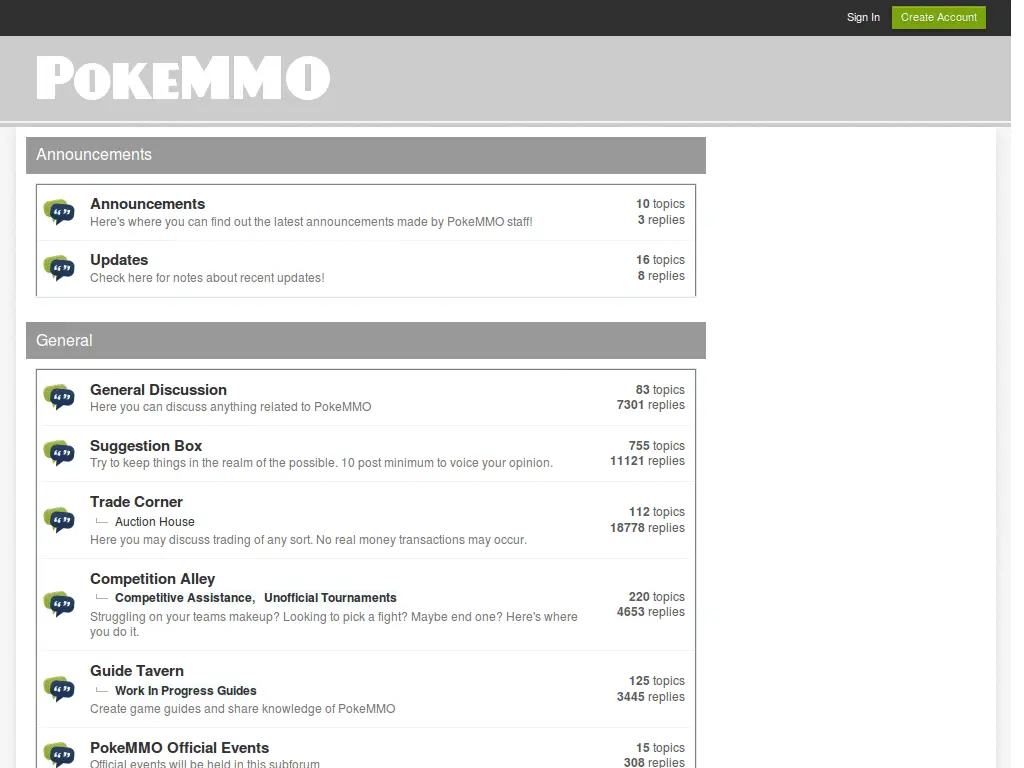 Sign In Create Account
PokeMMO
Announcements
Announcements
Here's where you can find out the latest announcements made by PokeMMO staff!
10 topics
3 replies
Updates
Check here for notes about recent updates!
16 topics
8 replies
General
General Discussion
Here you can discuss anything related to PokeMMO
83 topics
7301 replies
Suggestion Box
Try to keep things in the realm of the possible. 10 post minimum to voice your opinion.
755 topics
11121 replies
Trade Corner
Auction House
Here you may discuss trading of any sort. No real money transactions may occur.
112 topics
18778 replies
Competition Alley
Competitive Assistance, Unofficial Tournaments
Struggling on your teams makeup? Looking to pick a fight? Maybe end one? Here's where
you do it.
220 topics
4653 replies
Guide Tavern
Work In Progress Guides
Create game guides and share knowledge of PokeMMO
125 topics
3445 replies
PokeMMO Official Events
Official events will be held in this subforum
15 topics
308 replies